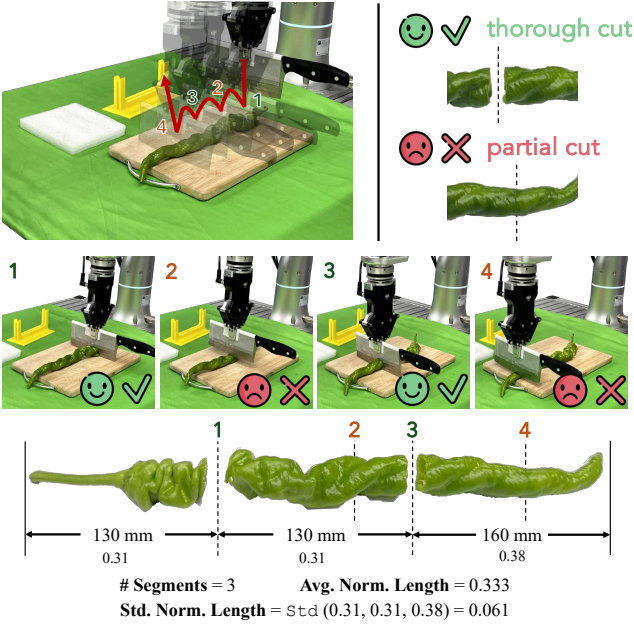 thorough cut
partial cut
1
2
3
4
1 2 3 4
1 2 3 4
130 mm 130 mm 160 mm
0.31 0.31 0.38
# Segments = 3 Avg. Norm. Length = 0.333
Std. Norm. Length = Std (0.31, 0.31, 0.38) = 0.061